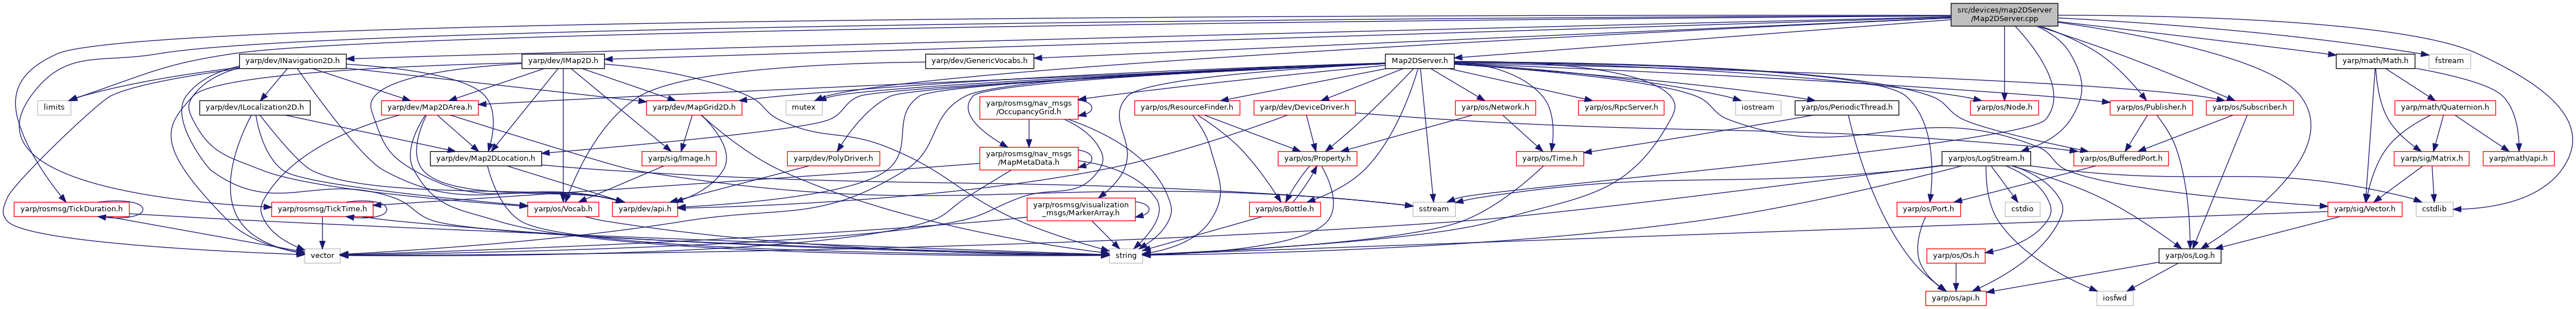 src/devices/map2DServer
/Map2DServer.cpp
yarp/dev/INavigation2D.h
yarp/dev/IMap2D.h
yarp/dev/GenericVocabs.h
Map2DServer.h
yarp/math/Math.h
fstream
limits
yarp/dev/ILocalization2D.h
yarp/dev/Map2DArea.h
yarp/dev/MapGrid2D.h
mutex
yarp/rosmsg/nav_msgs
/OccupancyGrid.h
yarp/os/ResourceFinder.h
yarp/dev/DeviceDriver.h
yarp/os/Network.h
yarp/os/RpcServer.h
iostream
yarp/os/PeriodicThread.h
yarp/os/Node.h
yarp/os/Publisher.h
yarp/os/Subscriber.h
yarp/math/Quaternion.h
yarp/dev/Map2DLocation.h
yarp/sig/Image.h
yarp/dev/PolyDriver.h
yarp/rosmsg/nav_msgs
/MapMetaData.h
yarp/os/Property.h
yarp/os/Time.h
yarp/os/LogStream.h
yarp/os/BufferedPort.h
yarp/sig/Matrix.h
yarp/math/api.h
yarp/rosmsg/TickDuration.h
yarp/rosmsg/TickTime.h
yarp/os/Vocab.h
yarp/dev/api.h
sstream
yarp/rosmsg/visualization
_msgs/MarkerArray.h
yarp/os/Bottle.h
yarp/os/Port.h
cstdio
yarp/sig/Vector.h
cstdlib
vector
string
yarp/os/Os.h
yarp/os/Log.h
yarp/os/api.h
iosfwd